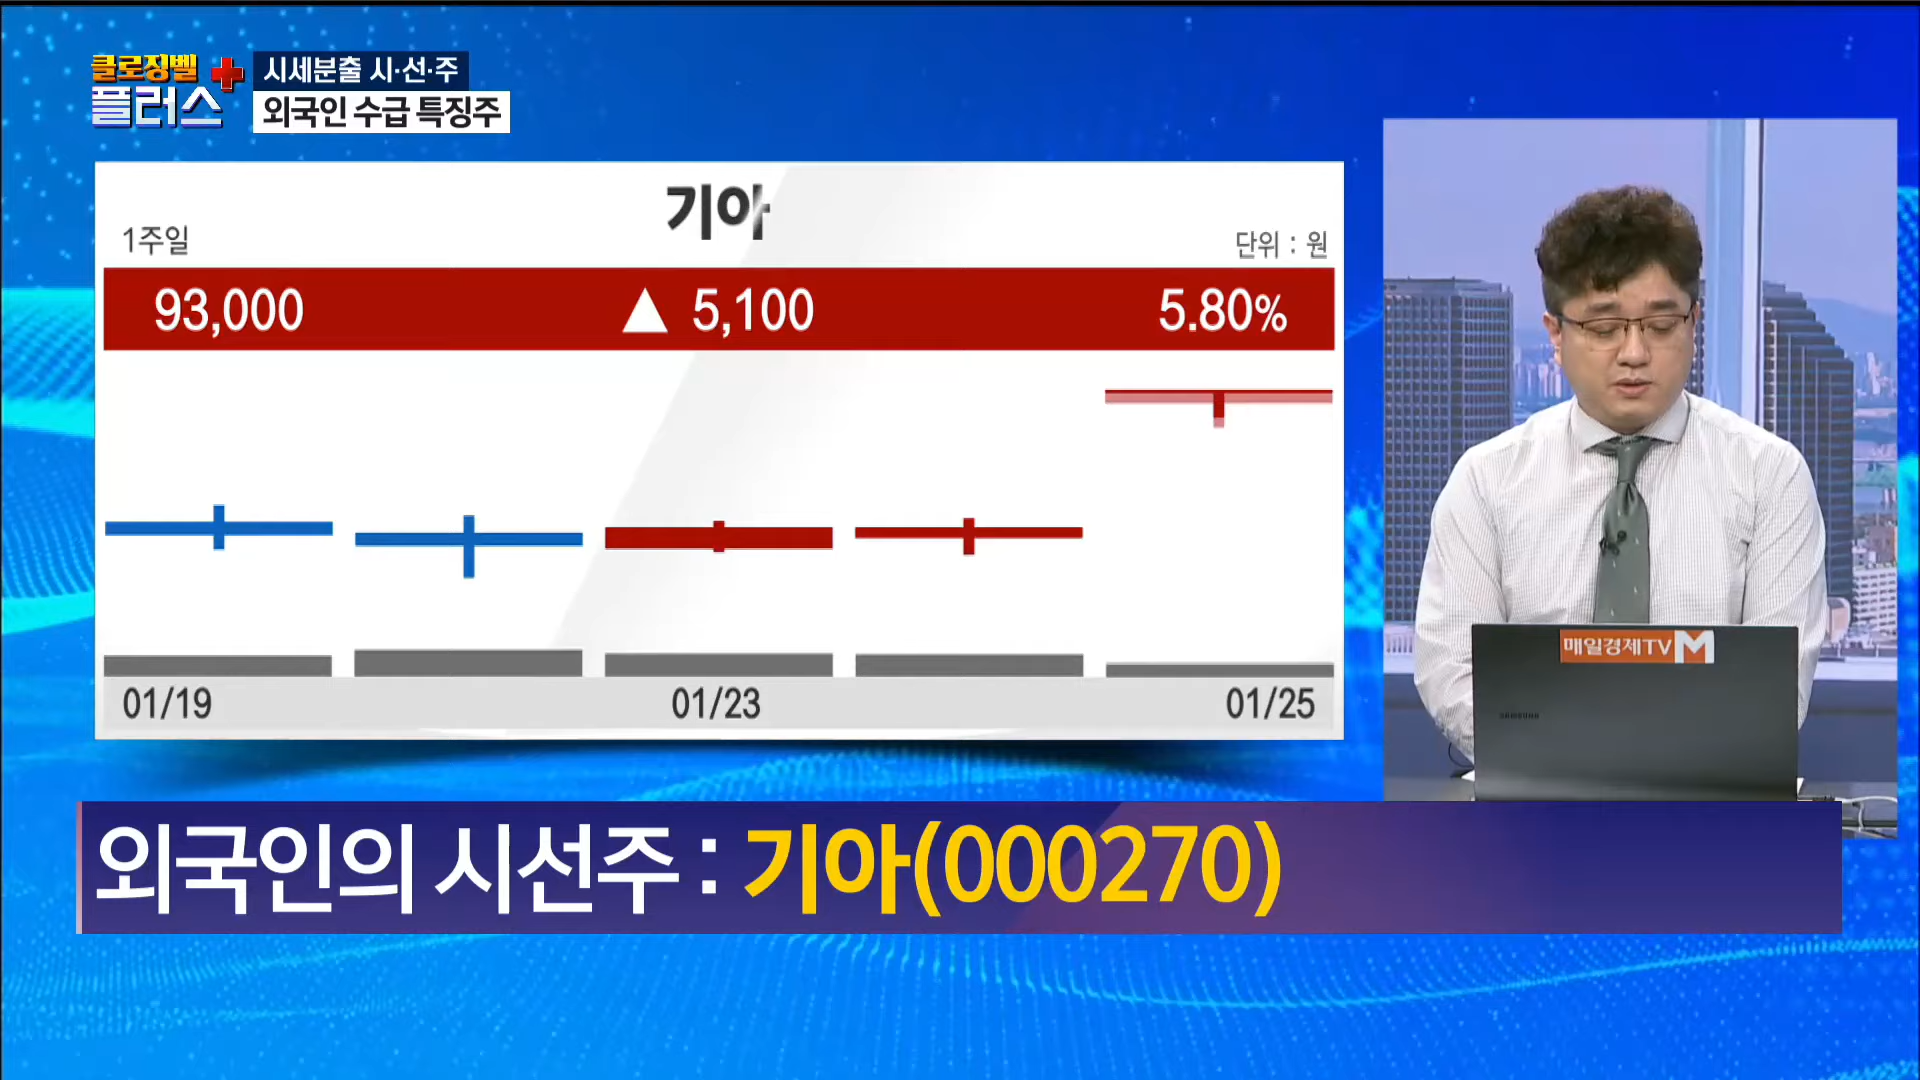 클로징벨
플러스
시세분출 시·선·주
외국인 수급 특징주
기아
1주일
단위 : 원
93,000 ▲ 5,100 5.80%
01/19 01/23 01/25
매일경제TV M
SAMSUNG
외국인의 시선주 : 기아(000270)